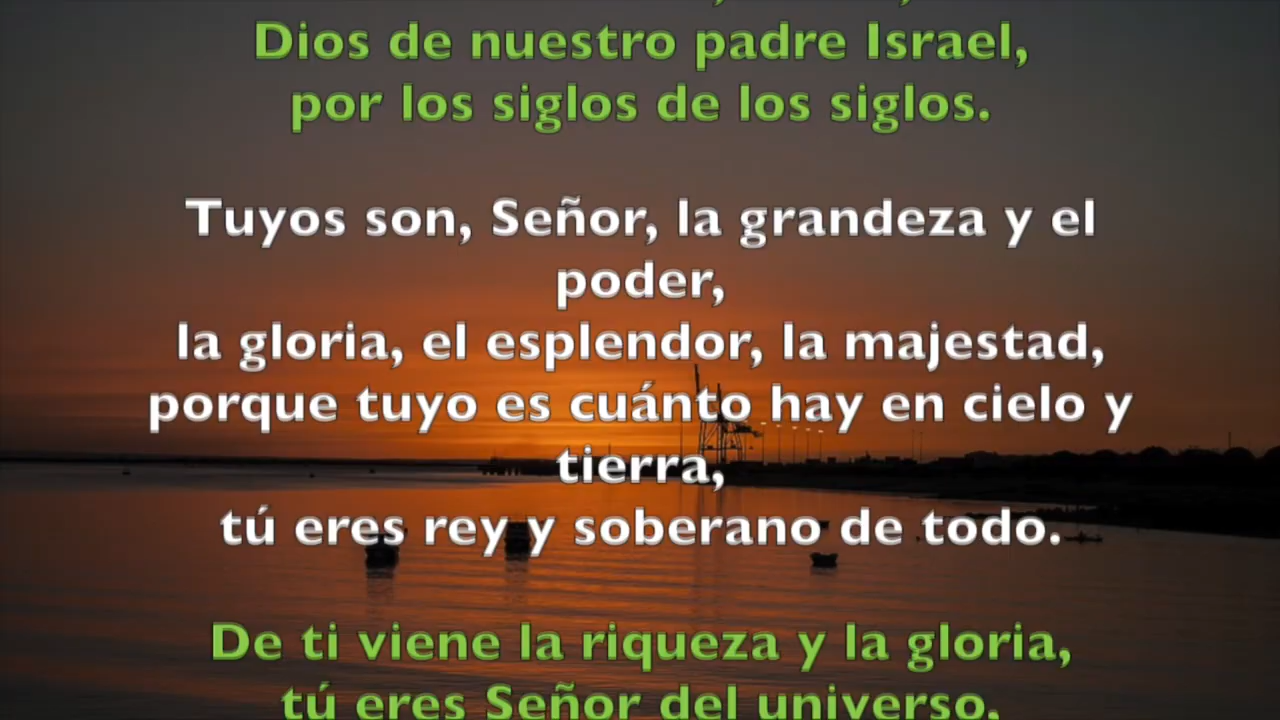 Dios de nuestro padre Israel,
por los siglos de los siglos.
Tuyos son, Señor, la grandeza y el
poder,
la gloria, el esplendor, la majestad,
porque tuyo es cuánto hay en cielo y
tierra,
tú eres rey y soberano de todo.
De ti viene la riqueza y la gloria,
tú eres Señor del universo,